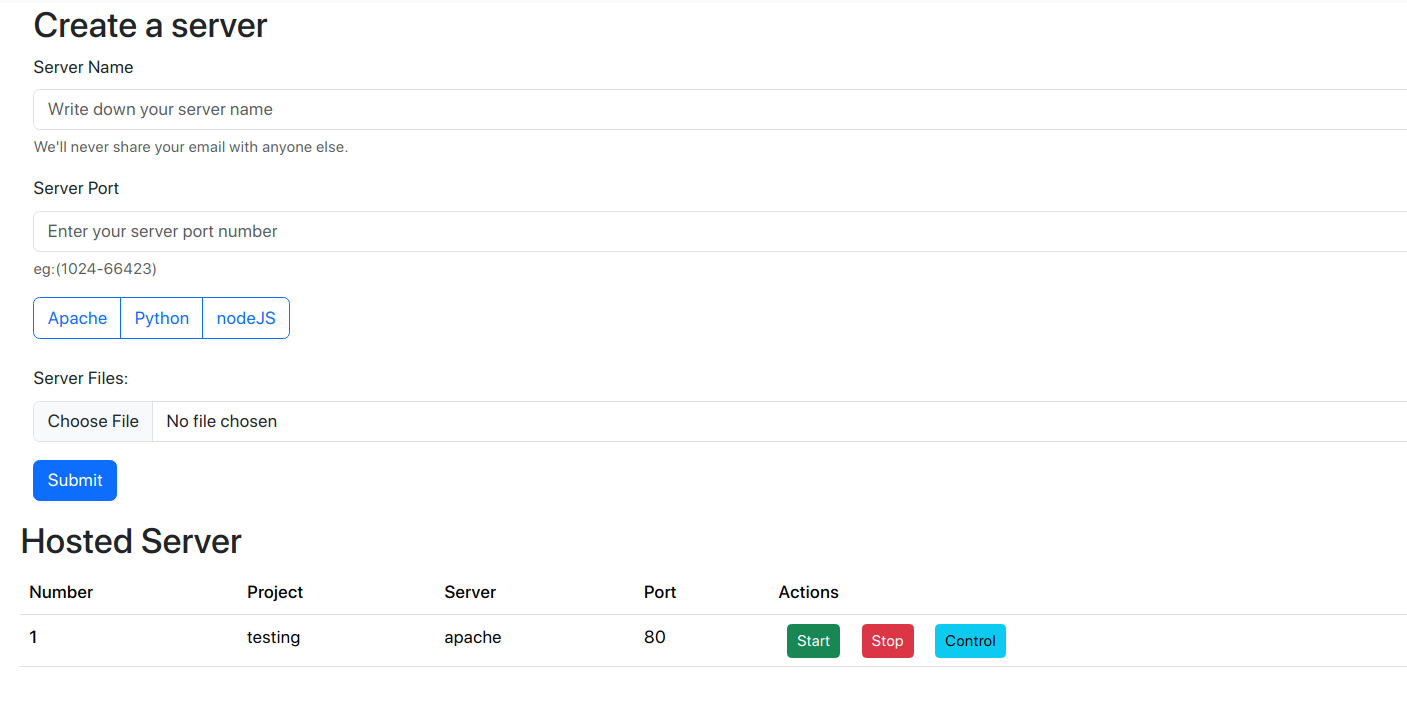 Create a server
Server Name
Write down your server name
We'll never share your email with anyone else.
Server Port
Enter your server port number
eg:(1024-66423)
Apache Python nodeJS
Server Files:
Choose File No file chosen
Submit
Hosted Server
Number Project Server Port Actions
1 testing apache 80 Start Stop Control